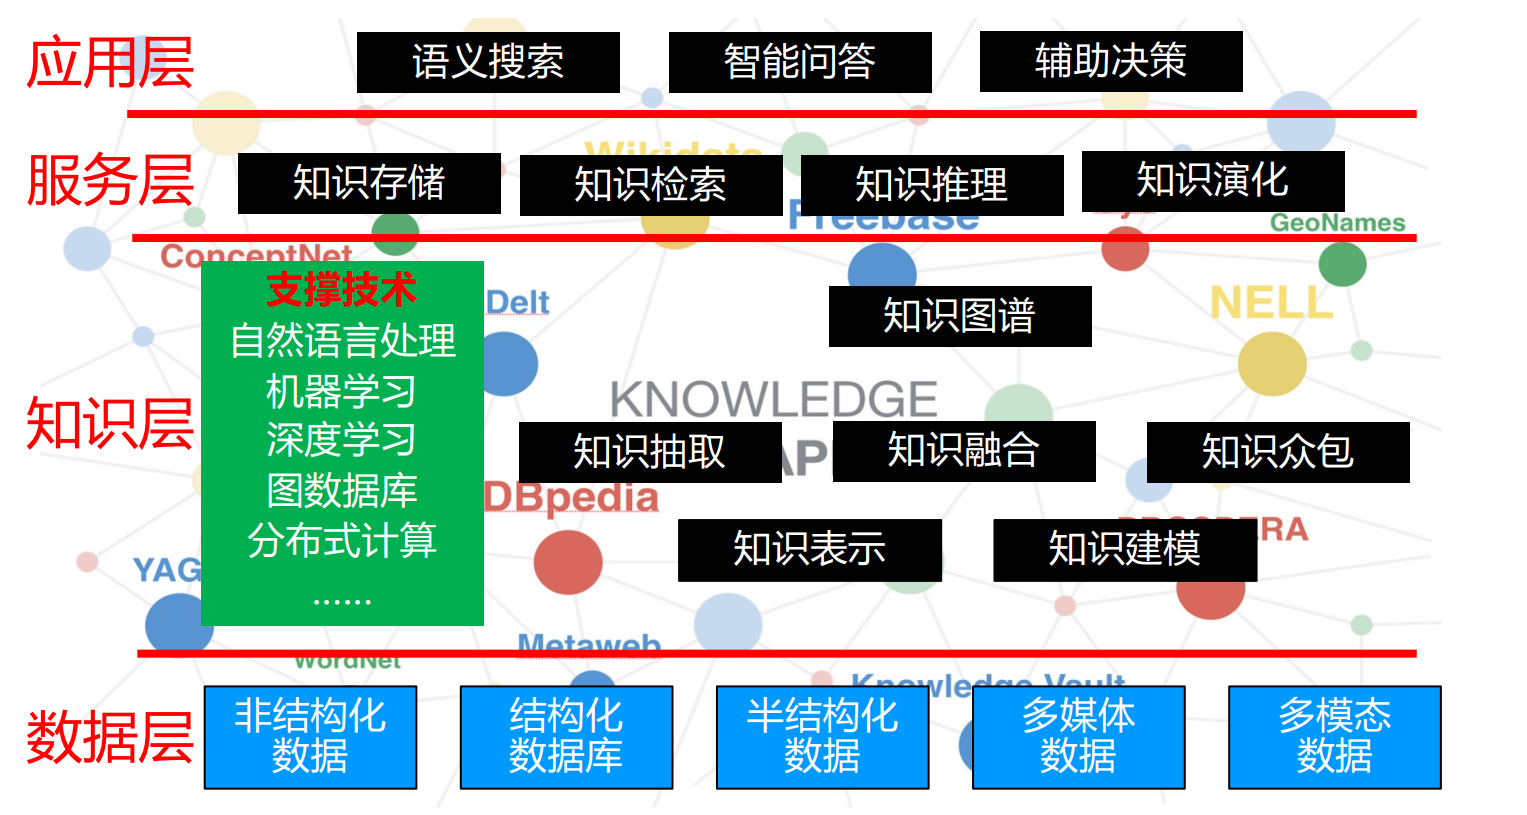 应用层
语义搜索
智能问答
辅助决策
服务层
Wikidata
知识存储
知识检索
知识推理
知识演化
Freebase
GeoNames
ConceptNet
支撑技术
自然语言处理
机器学习
深度学习
图数据库
分布式计算
……
Delt
知识图谱
NELL
知识层
KNOWLEDGE
知识抽取
AP
知识融合
知识众包
DBpedia
知识表示
知识建模
ERA
YAG
Metaweb
WordNet
Knowledge Vault
数据层
非结构化
数据
结构化
数据库
半结构化
数据
多媒体
数据
多模态
数据